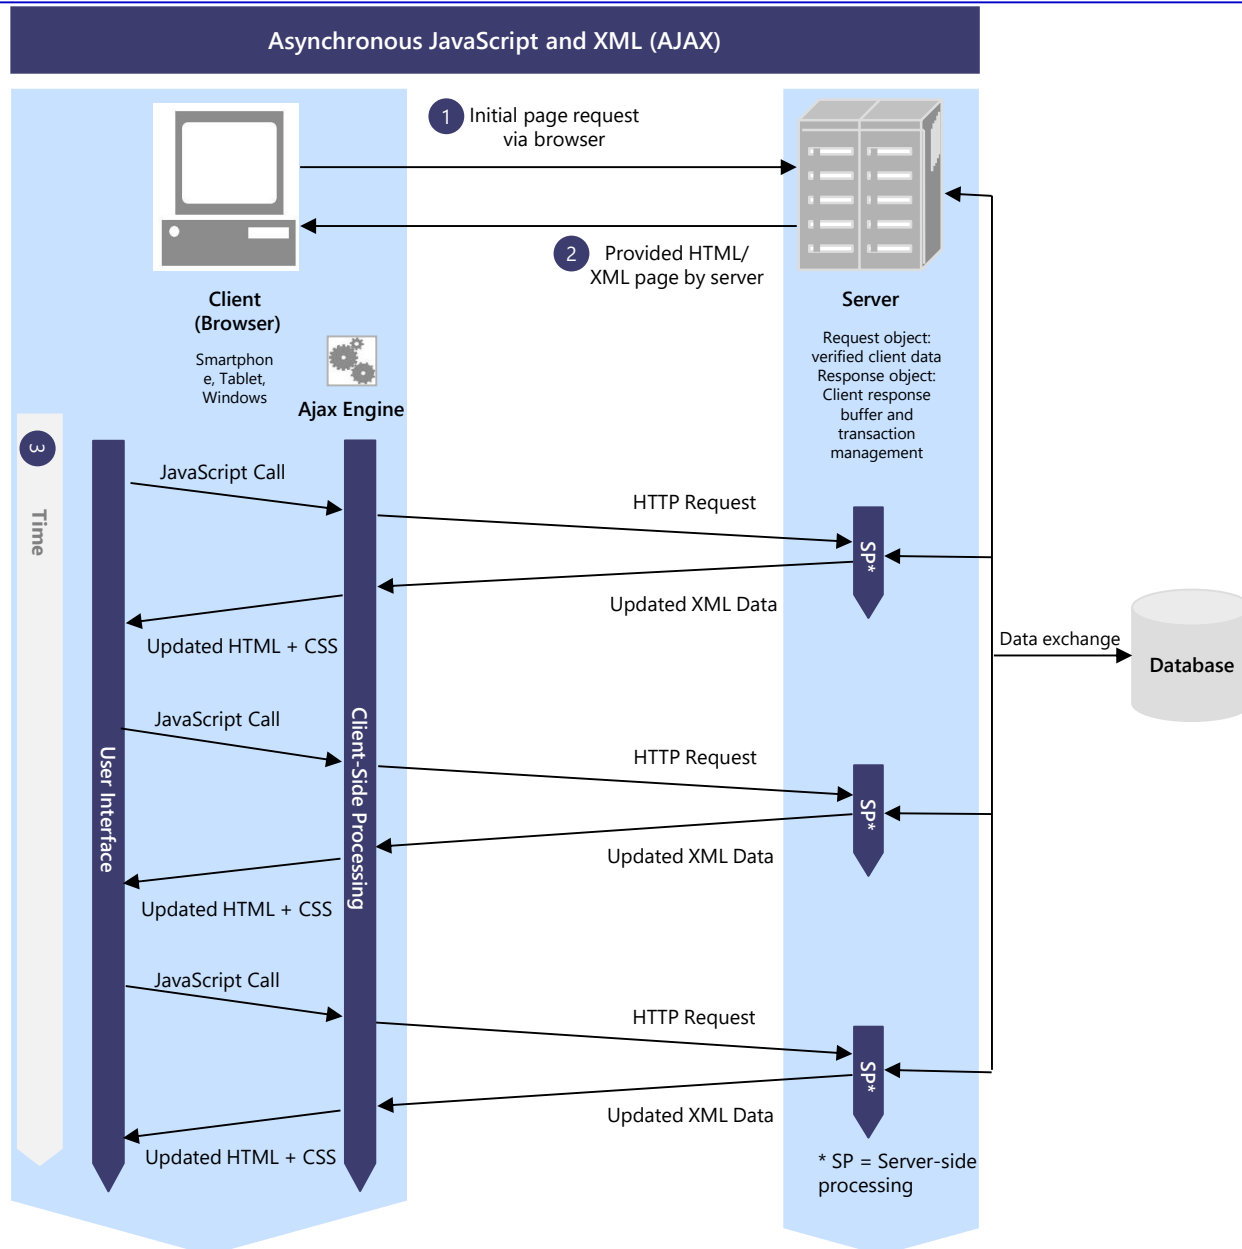 Asynchronous JavaScript and XML (AJAX)
1
Initial page request
via browser
2
Provided HTML/
XML page by server
Client
(Browser)
Smartphon
e, Tablet,
Windows
Ajax Engine
Server
Request object:
verified client data
Response object:
Client response
buffer and
transaction
management
3
Time
User Interface
Client-Side Processing
JavaScript Call
HTTP Request
SP*
Updated XML Data
Updated HTML + CSS
Data exchange
Database
JavaScript Call
HTTP Request
SP*
Updated XML Data
Updated HTML + CSS
JavaScript Call
HTTP Request
SP*
Updated XML Data
Updated HTML + CSS
* SP = Server-side
processing